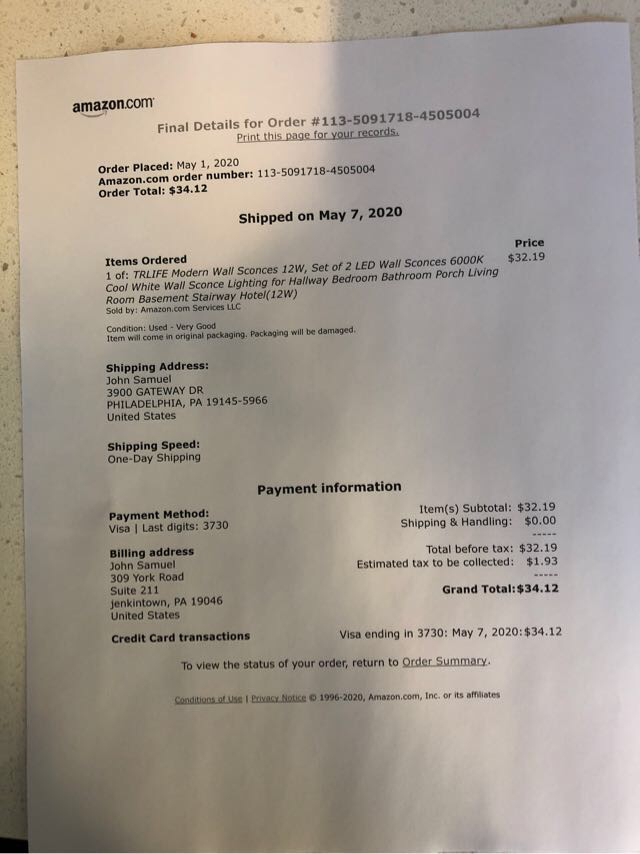 amazon.com
Final Details for Order #113-5091718-4505004
Print this page for your records.
Order Placed: May 1, 2020
Amazon.com order number: 113-5091718-4505004
Order Total: $34.12
Shipped on May 7, 2020
Items Ordered Price
1 of: TRLIFE Modern Wall Sconces 12W, Set of 2 LED Wall Sconces 6000K $32.19
Cool White Wall Sconce Lighting for Hallway Bedroom Bathroom Porch Living
Room Basement Stairway Hotel(12W)
Sold by: Amazon.com Services LLC
Condition: Used - Very Good
Item will come in original packaging. Packaging will be damaged.
Shipping Address:
John Samuel
3900 GATEWAY DR
PHILADELPHIA, PA 19145-5966
United States
Shipping Speed:
One-Day Shipping
Payment information
Payment Method:
Visa | Last digits: 3730
Billing address
John Samuel
309 York Road
Suite 211
Jenkintown, PA 19046
United States
Item(s) Subtotal: $32.19
Shipping & Handling: $0.00
-----
Total before tax: $32.19
Estimated tax to be collected: $1.93
-----
Grand Total:$34.12
Credit Card transactions Visa ending in 3730: May 7, 2020:$34.12
To view the status of your order, return to Order Summary.
Conditions of Use | Privacy Notice © 1996-2020, Amazon.com, Inc. or its affiliates